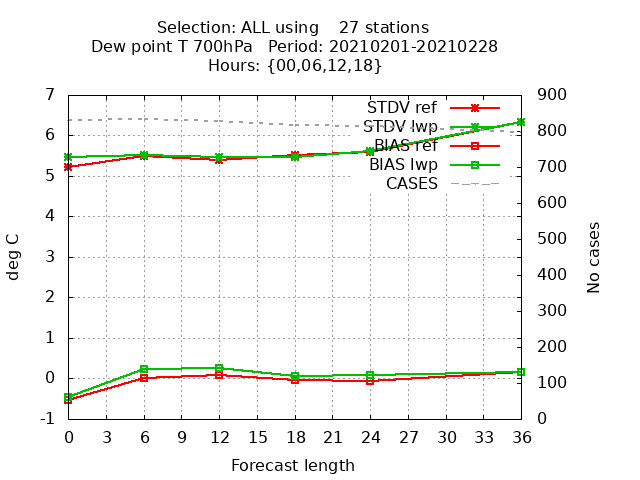 Selection: ALL using    27 stations
Dew point T 700hPa   Period: 20210201-20210228
Hours: {00,06,12,18}
7 900
STDV ref
STDV lwp
BIAS ref
BIAS lwp
CASES
6 800
5 700
4 600
3 500
2 400
1 300
0 200
-1 100
0
deg C
No cases
0 3 6 9 12 15 18 21 24 27 30 33 36
Forecast length